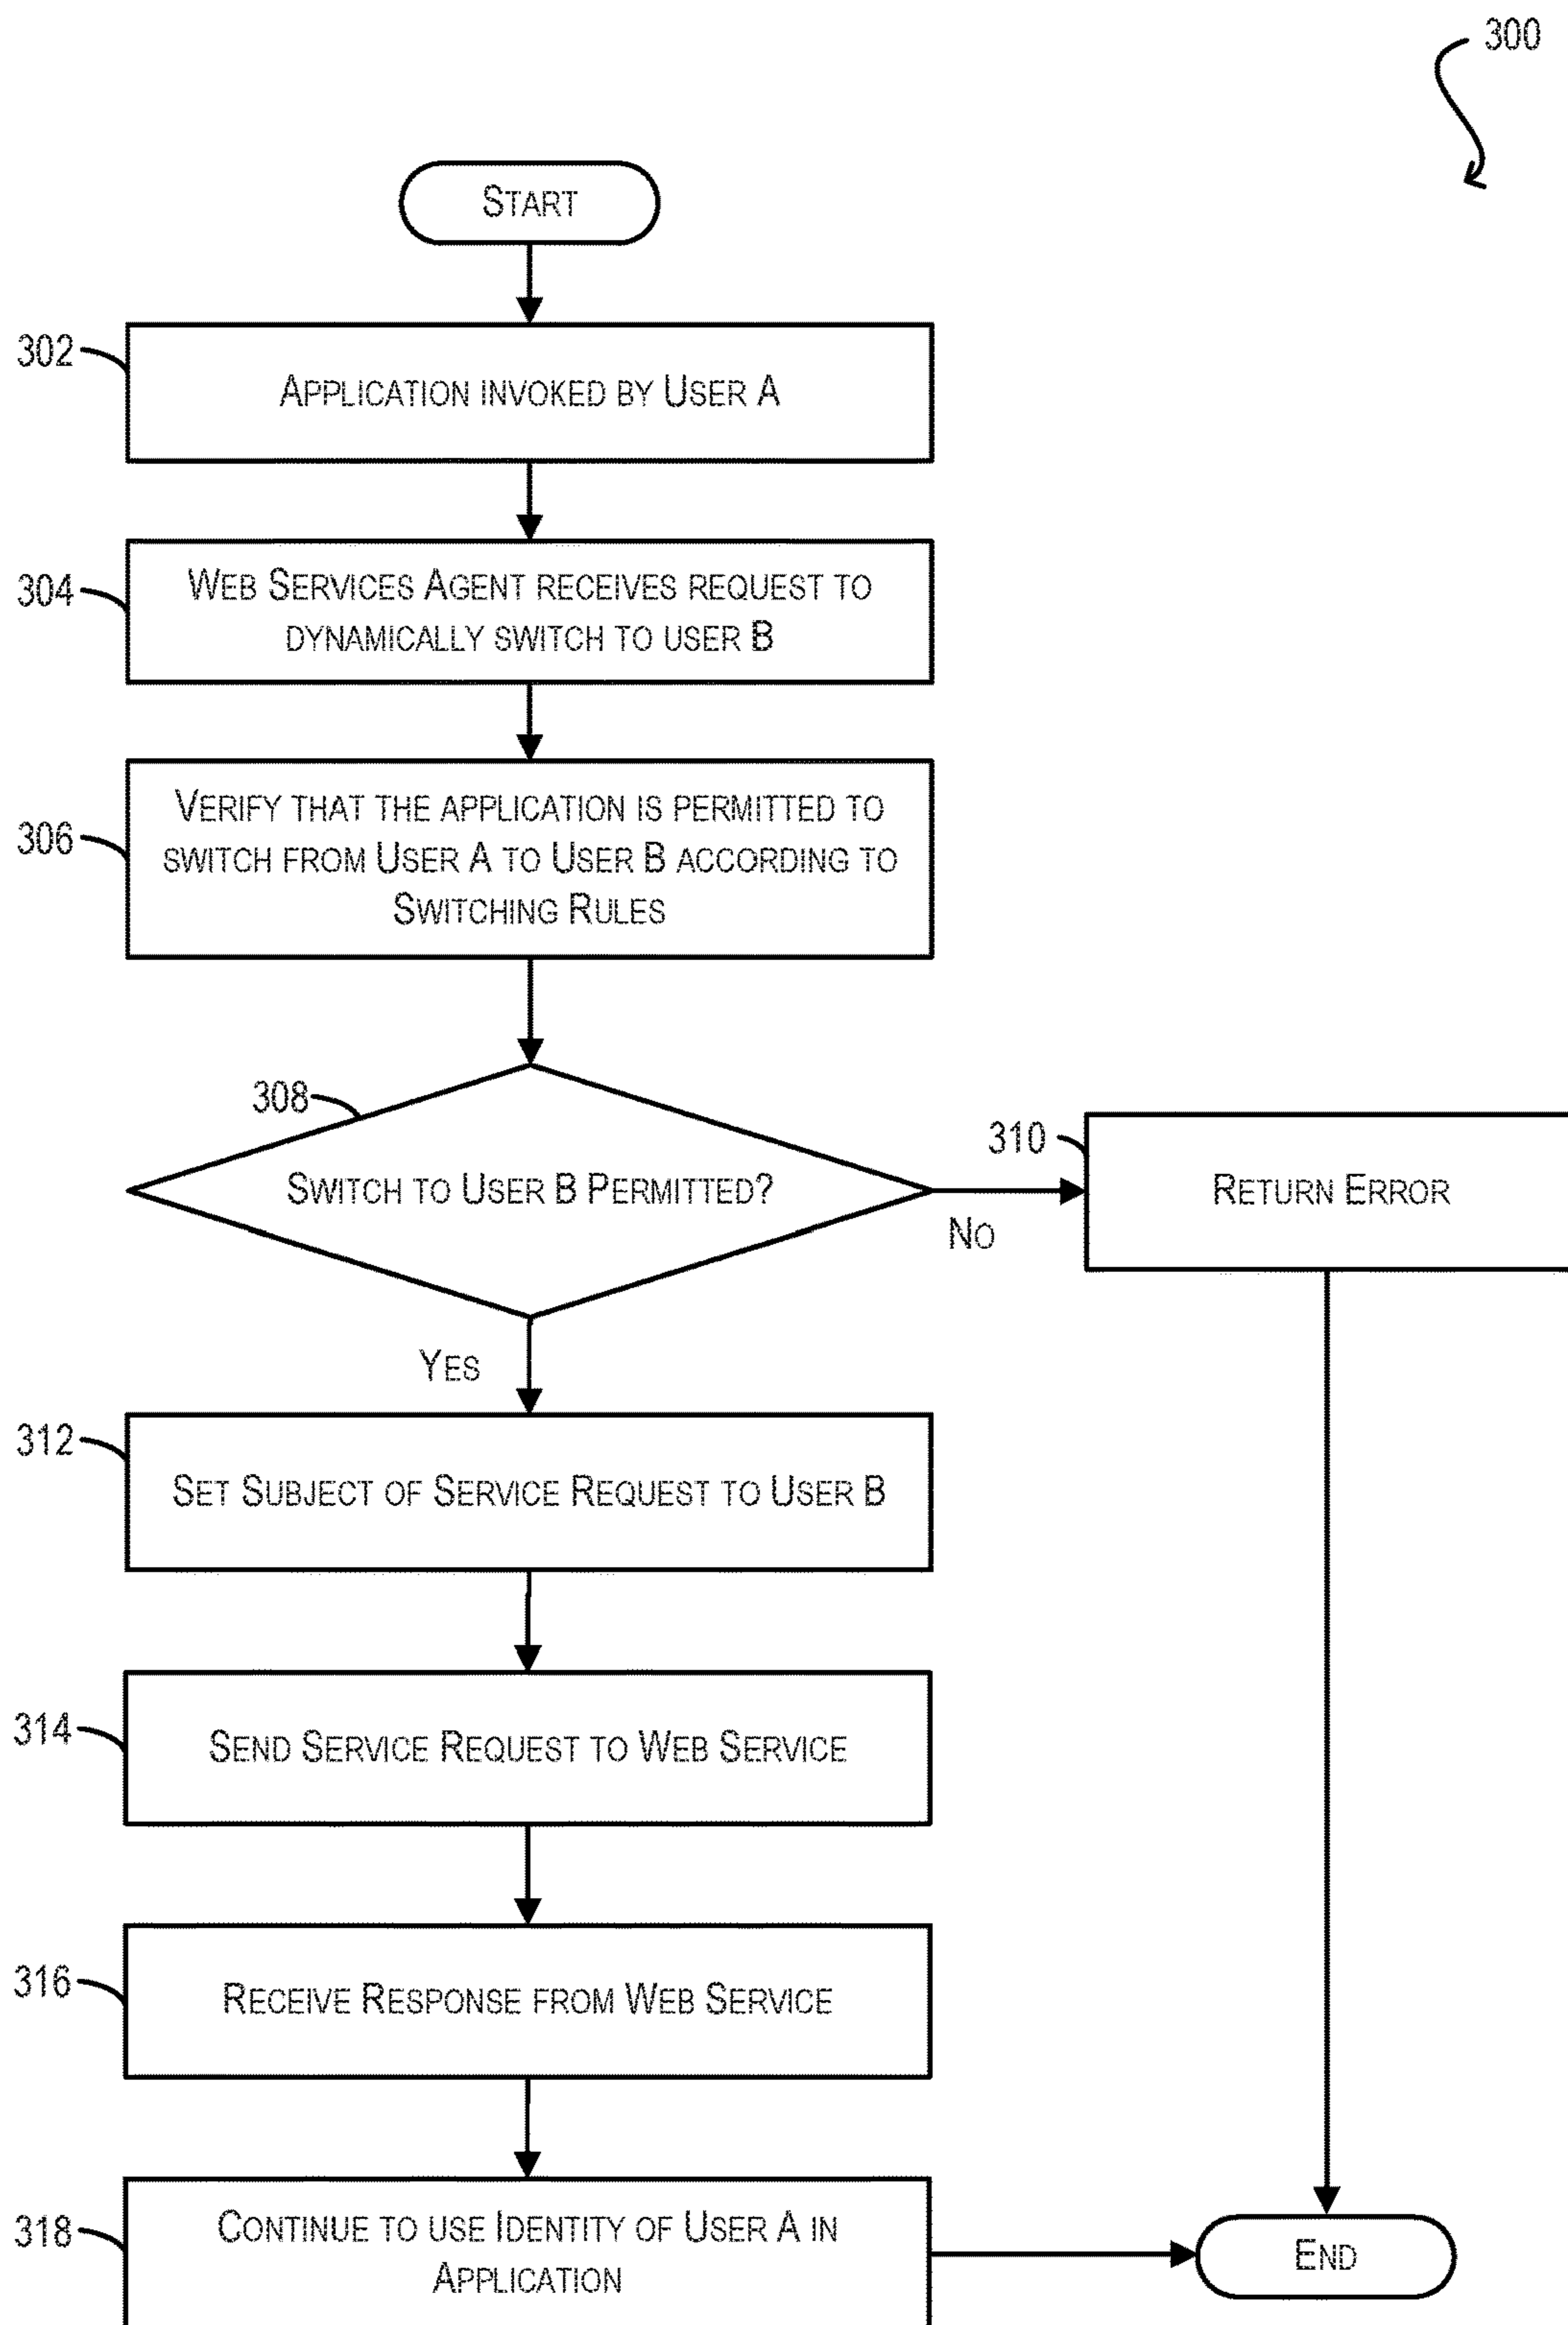 300
START
302
APPLICATION INVOKED BY USER A
304
WEB SERVICES AGENT RECEIVES REQUEST TO
DYNAMICALLY SWITCH TO USER B
306
VERIFY THAT THE APPLICATION IS PERMITTED TO
SWITCH FROM USER A TO USER B ACCORDING TO
SWITCHING RULES
308
SWITCH TO USER B PERMITTED?
NO
310
RETURN ERROR
YES
312
SET SUBJECT OF SERVICE REQUEST TO USER B
314
SEND SERVICE REQUEST TO WEB SERVICE
316
RECEIVE RESPONSE FROM WEB SERVICE
318
CONTINUE TO USE IDENTITY OF USER A IN
APPLICATION
END